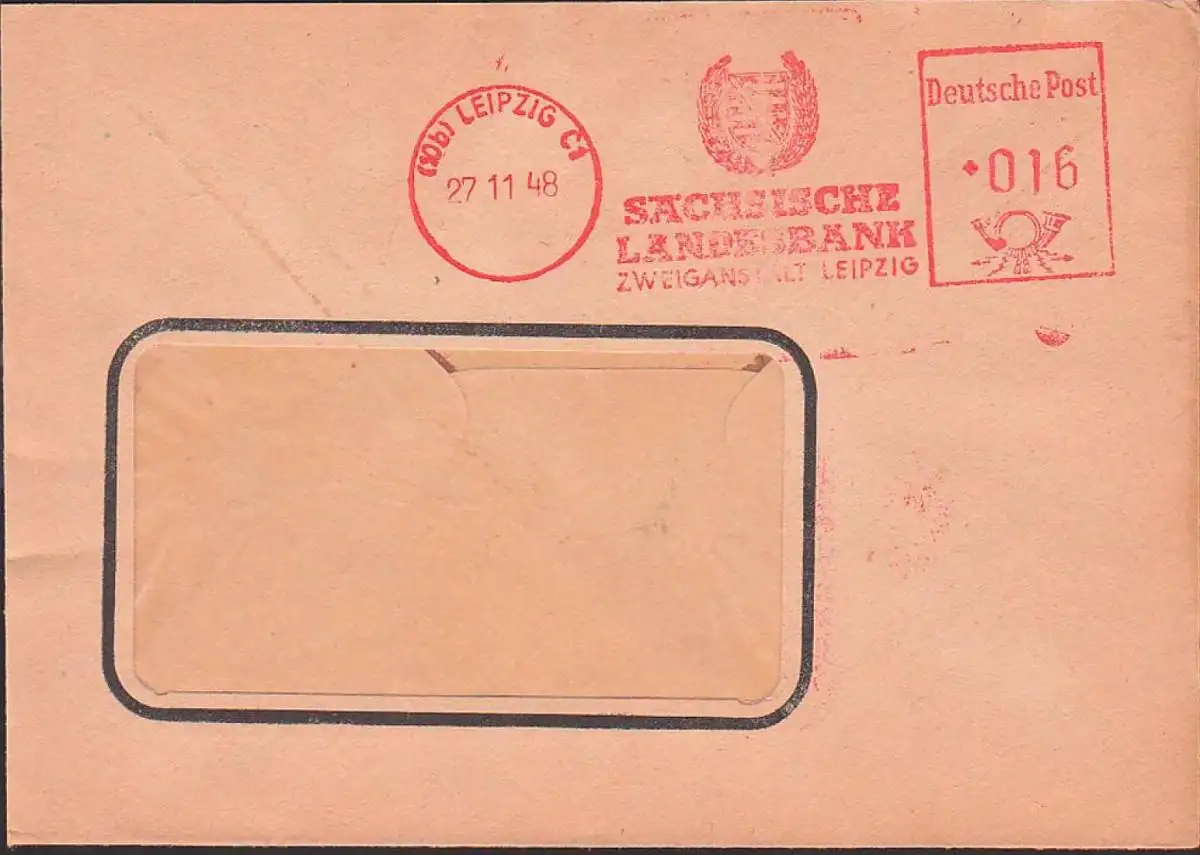 (10b) LEIPZIG C1
27 11 48
SÄCHSISCHE
LANDESBANK
ZWEIGANSTALT LEIPZIG
Deutsche Post
016